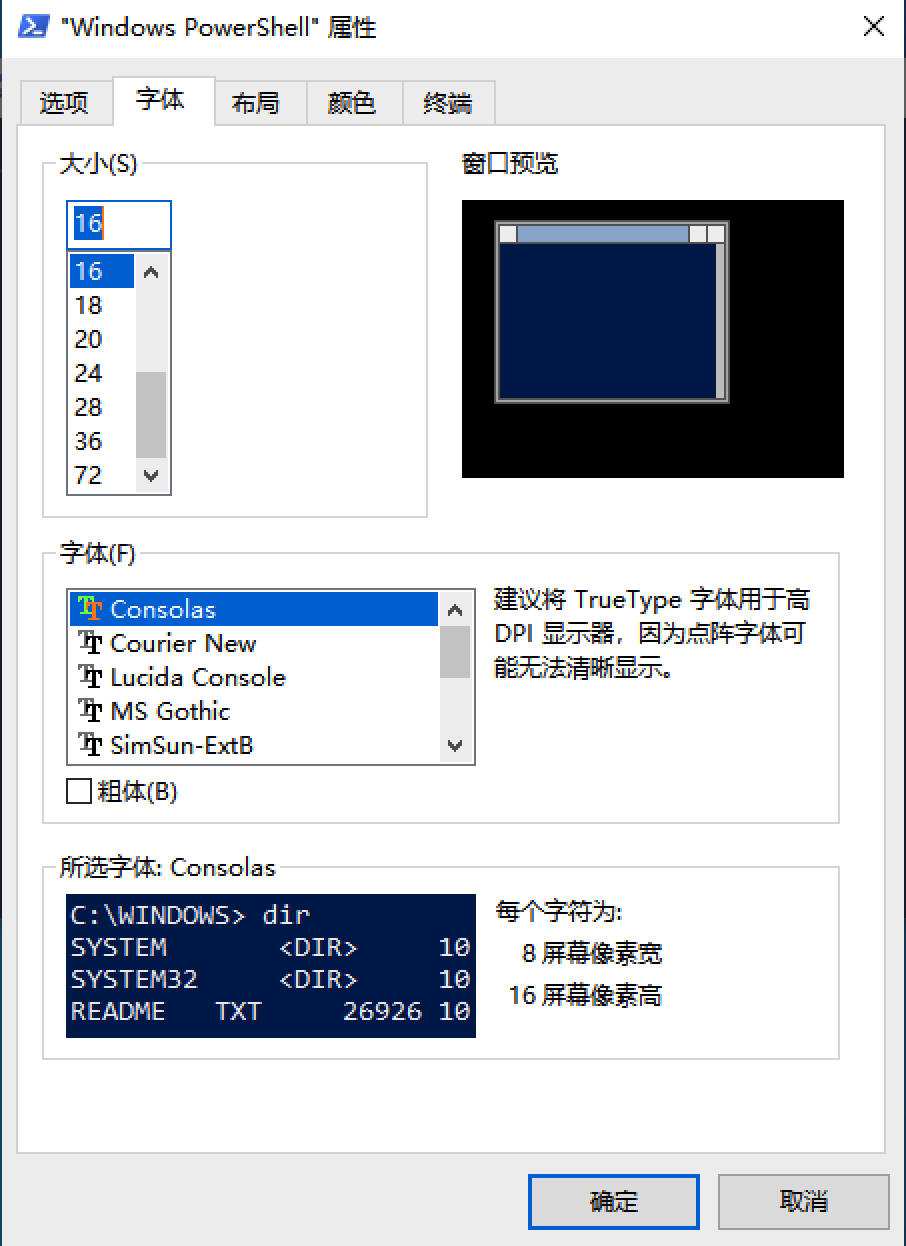 "Windows PowerShell" 属性
选项 字体 布局 颜色 终端
大小(S)
窗口预览
16
16
18
20
24
28
36
72
字体(F)
Consolas
Courier New
Lucida Console
MS Gothic
SimSun-ExtB
建议将 TrueType 字体用于高
DPI 显示器，因为点阵字体可
能无法清晰显示。
粗体(B)
所选字体: Consolas
C:\WINDOWS> dir
SYSTEM <DIR> 10
SYSTEM32 <DIR> 10
README TXT 26926 10
每个字符为:
8 屏幕像素宽
16 屏幕像素高
确定 取消